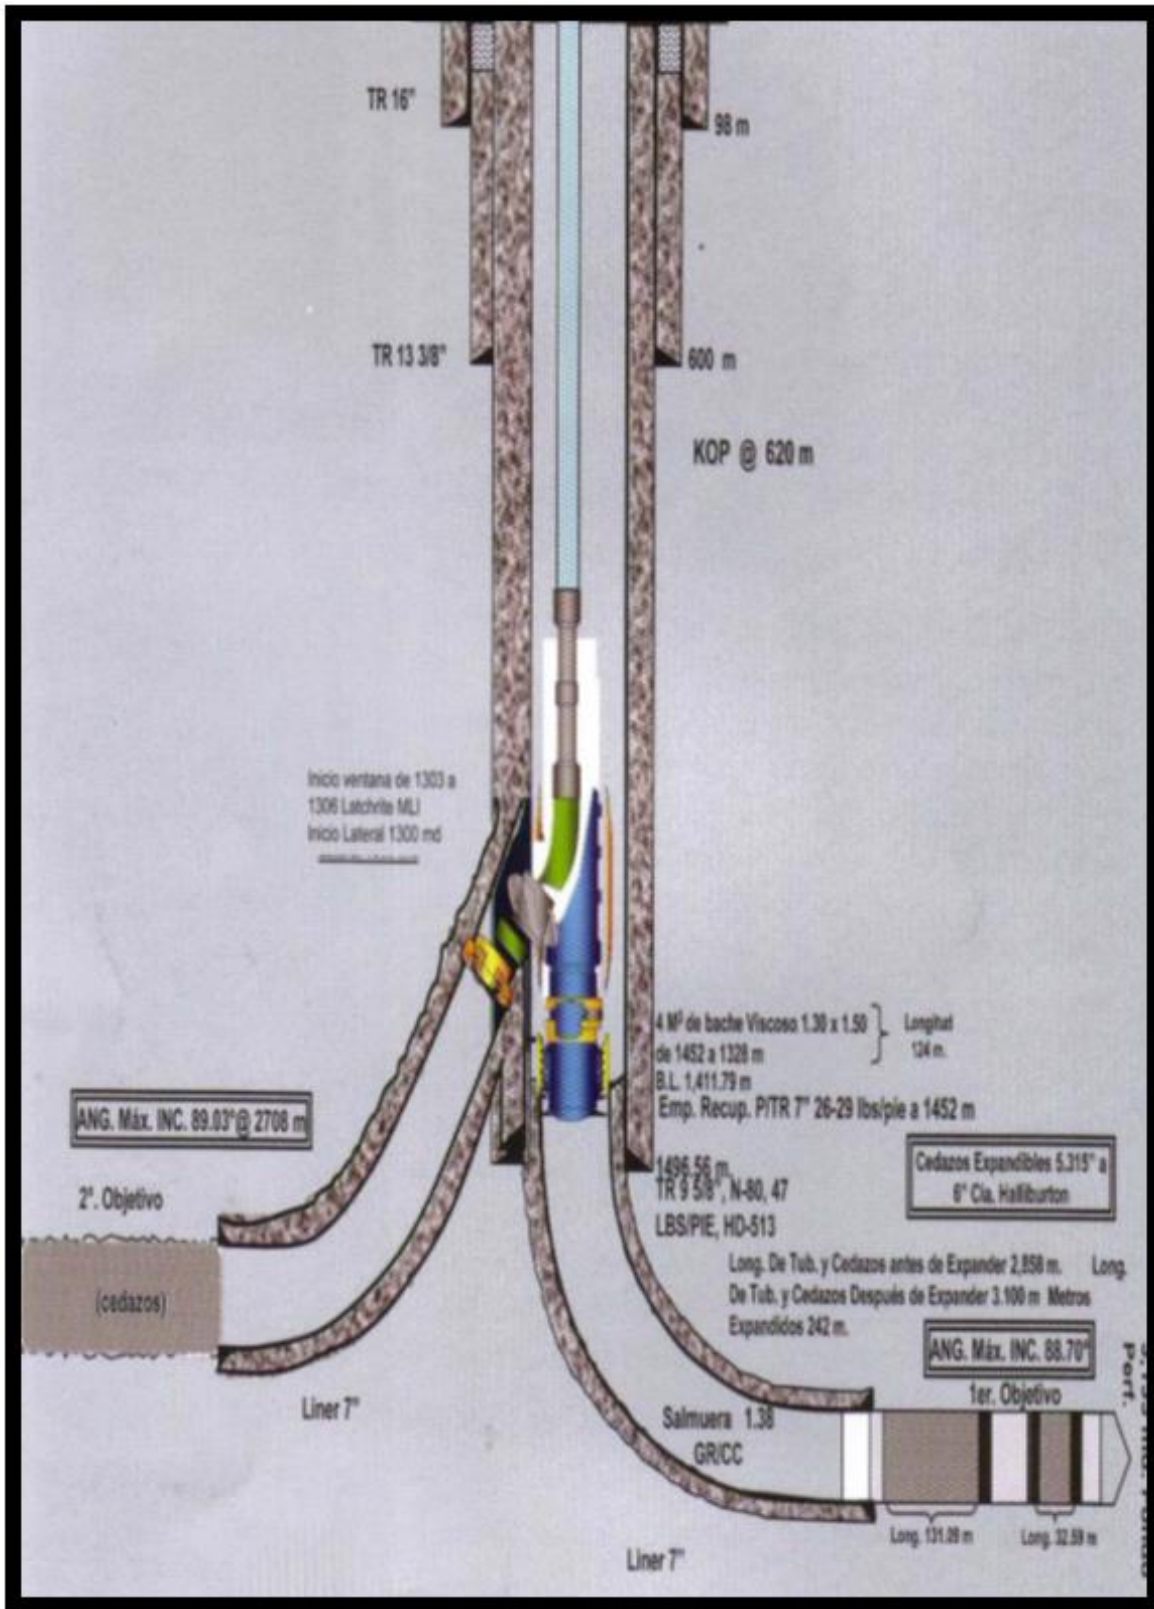 TR 16"
98 m
TR 13 3/8"
600 m
KOP @ 620 m
Inicio ventana de 1303 a
1306 Latchrite MLI
Inicio Lateral 1300 md
4 M³ de bache Viscoso 1.30 x 1.50
de 1452 a 1328 m
Longitud
124 m.
B.L. 1,411.79 m
Emp. Recup. P/TR 7" 26-29 lbs/pie a 1452 m
ANG. Máx. INC. 89.03°@ 2708 m
2°. Objetivo
(cedazos)
Liner 7"
1496.56 m
TR 9 5/8", N-80, 47
LBS/PIE, HD-513
Cedazos Expandibles 5.315" a
6" Cia. Halliburton
Long. De Tub. y Cedazos antes de Expander 2,858 m. Long.
De Tub. y Cedazos Después de Expander 3.100 m Metros
Expandidos 242 m.
ANG. Máx. INC. 88.70°
1er. Objetivo
Salmuera 1.38
GR/CC
Long. 131.09 m
Long. 32.59 m
Liner 7"
Perf.